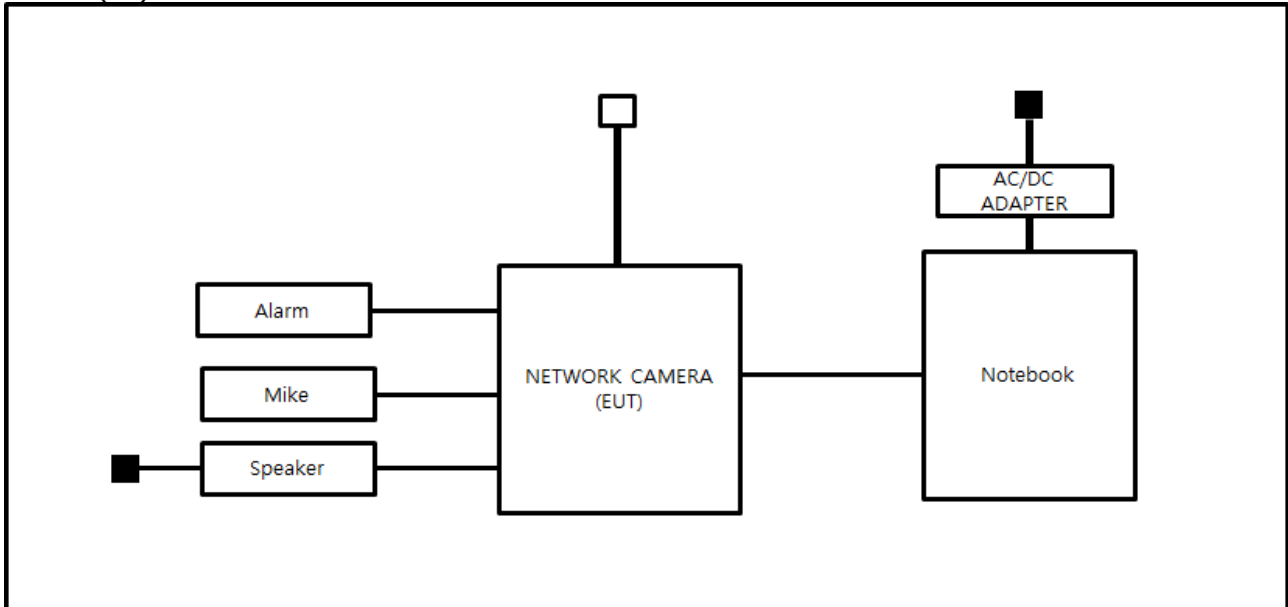 AC/DC
ADAPTER
Alarm
NETWORK CAMERA
(EUT)
Notebook
Mike
Speaker